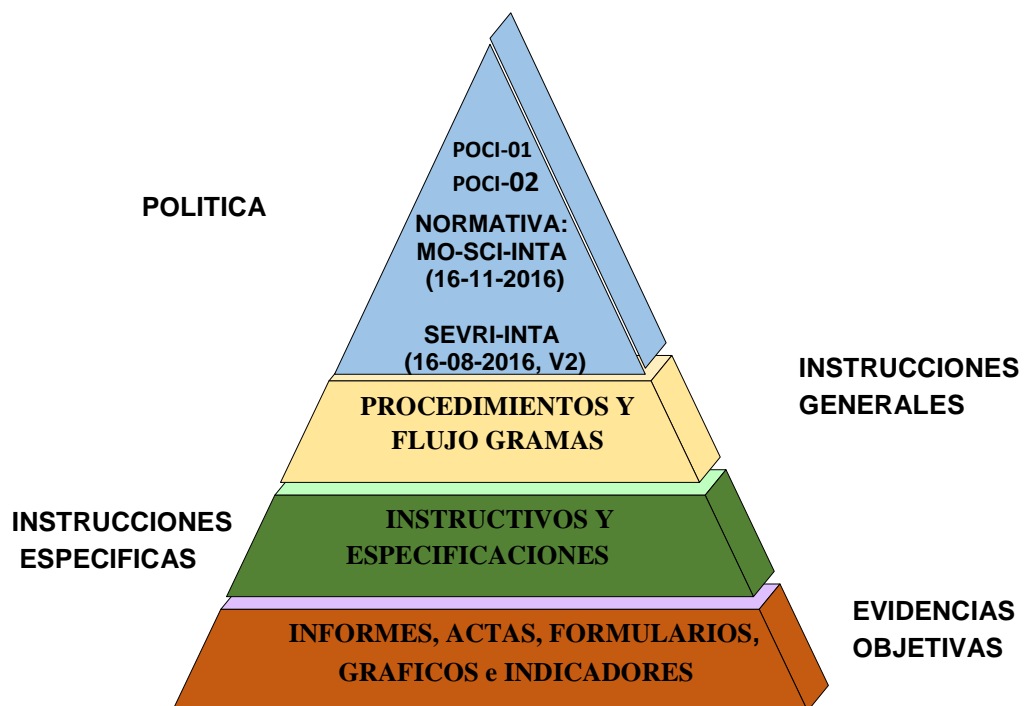 POLITICA
POCI-01
POCI-02
NORMATIVA:
MO-SCI-INTA
(16-11-2016)
SEVRI-INTA
(16-08-2016, V2)
INSTRUCCIONES
GENERALES
PROCEDIMIENTOS Y
FLUJO GRAMAS
INSTRUCCIONES
ESPECIFICAS
INSTRUCTIVOS Y
ESPECIFICACIONES
EVIDENCIAS
OBJETIVAS
INFORMES, ACTAS, FORMULARIOS,
GRAFICOS e INDICADORES